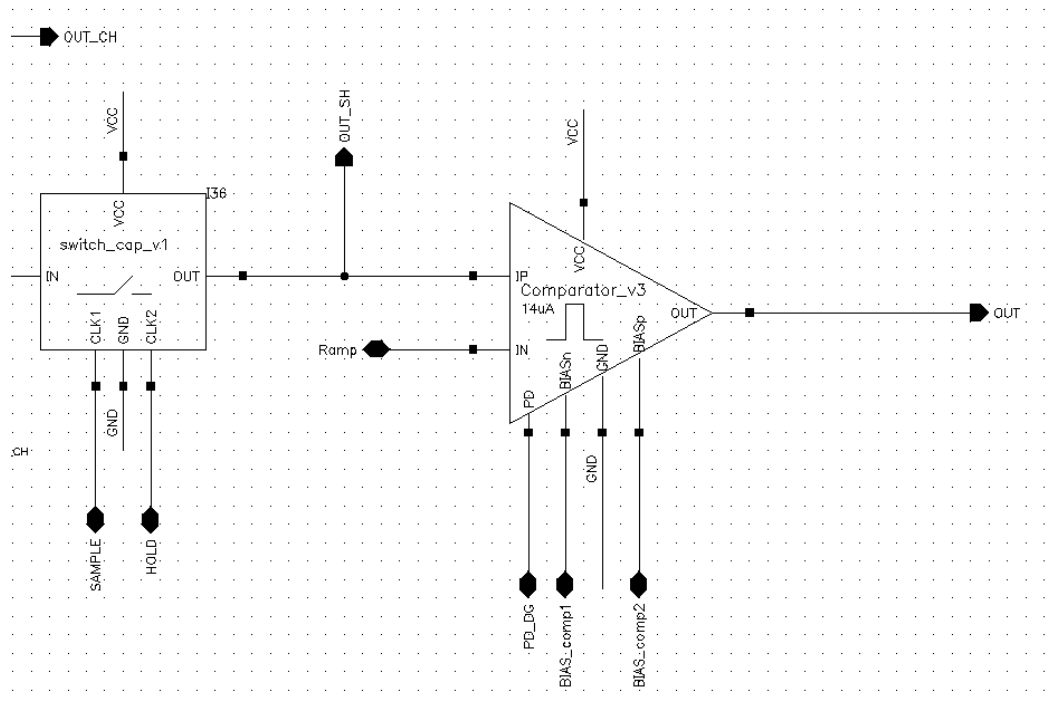 OUT_CH
VCC
OUT_SH
VCC
I36
VCC
switch_cap_v1
IN
OUT
CLK1
GND
CLK2
VCC
IP
Comparator_v3
14uA
OUT
BIASp
Ramp
IN
BIASn
GND
PD
OUT
GND
CH
GND
SAMPLE
HOLD
PD_DG
BIAS_comp1
BIAS_comp2